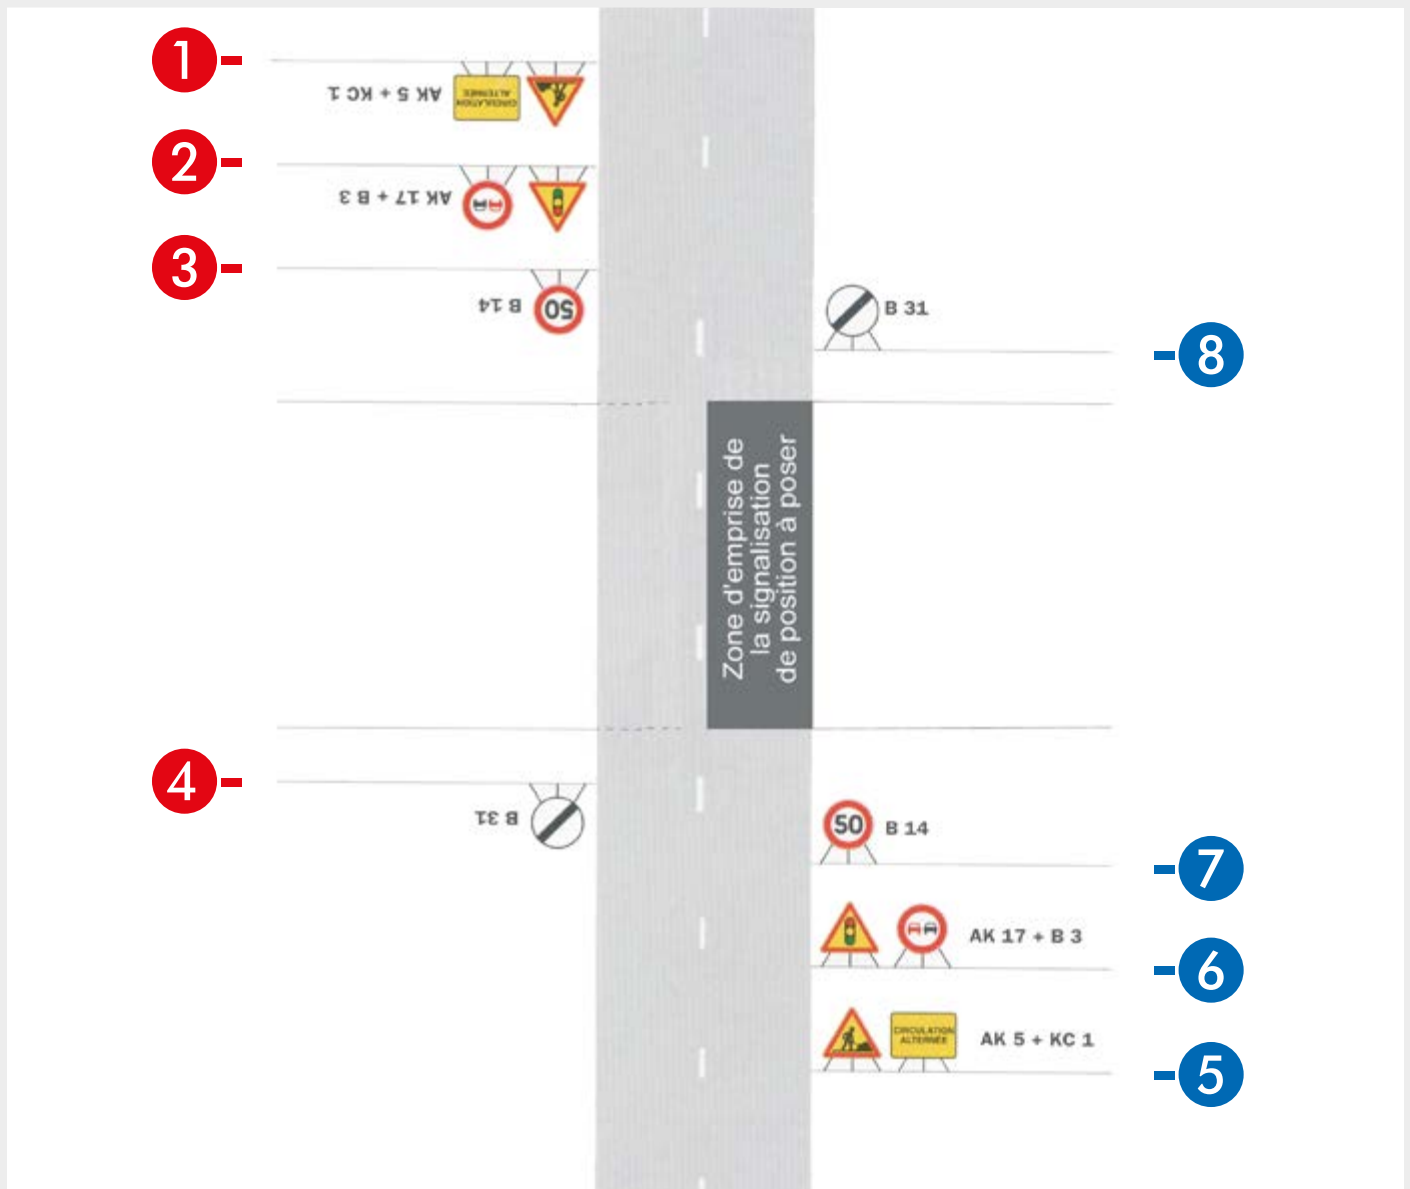 1
CIRCULATION
ALTERNÉE
AK 5 + KC 1
2
AK 17 + B 3
3
50
B 14
B 31
8
Zone d'emprise de
la signalisation
de position à poser
4
B 31
50
B 14
7
AK 17 + B 3
6
CIRCULATION
ALTERNÉE
AK 5 + KC 1
5